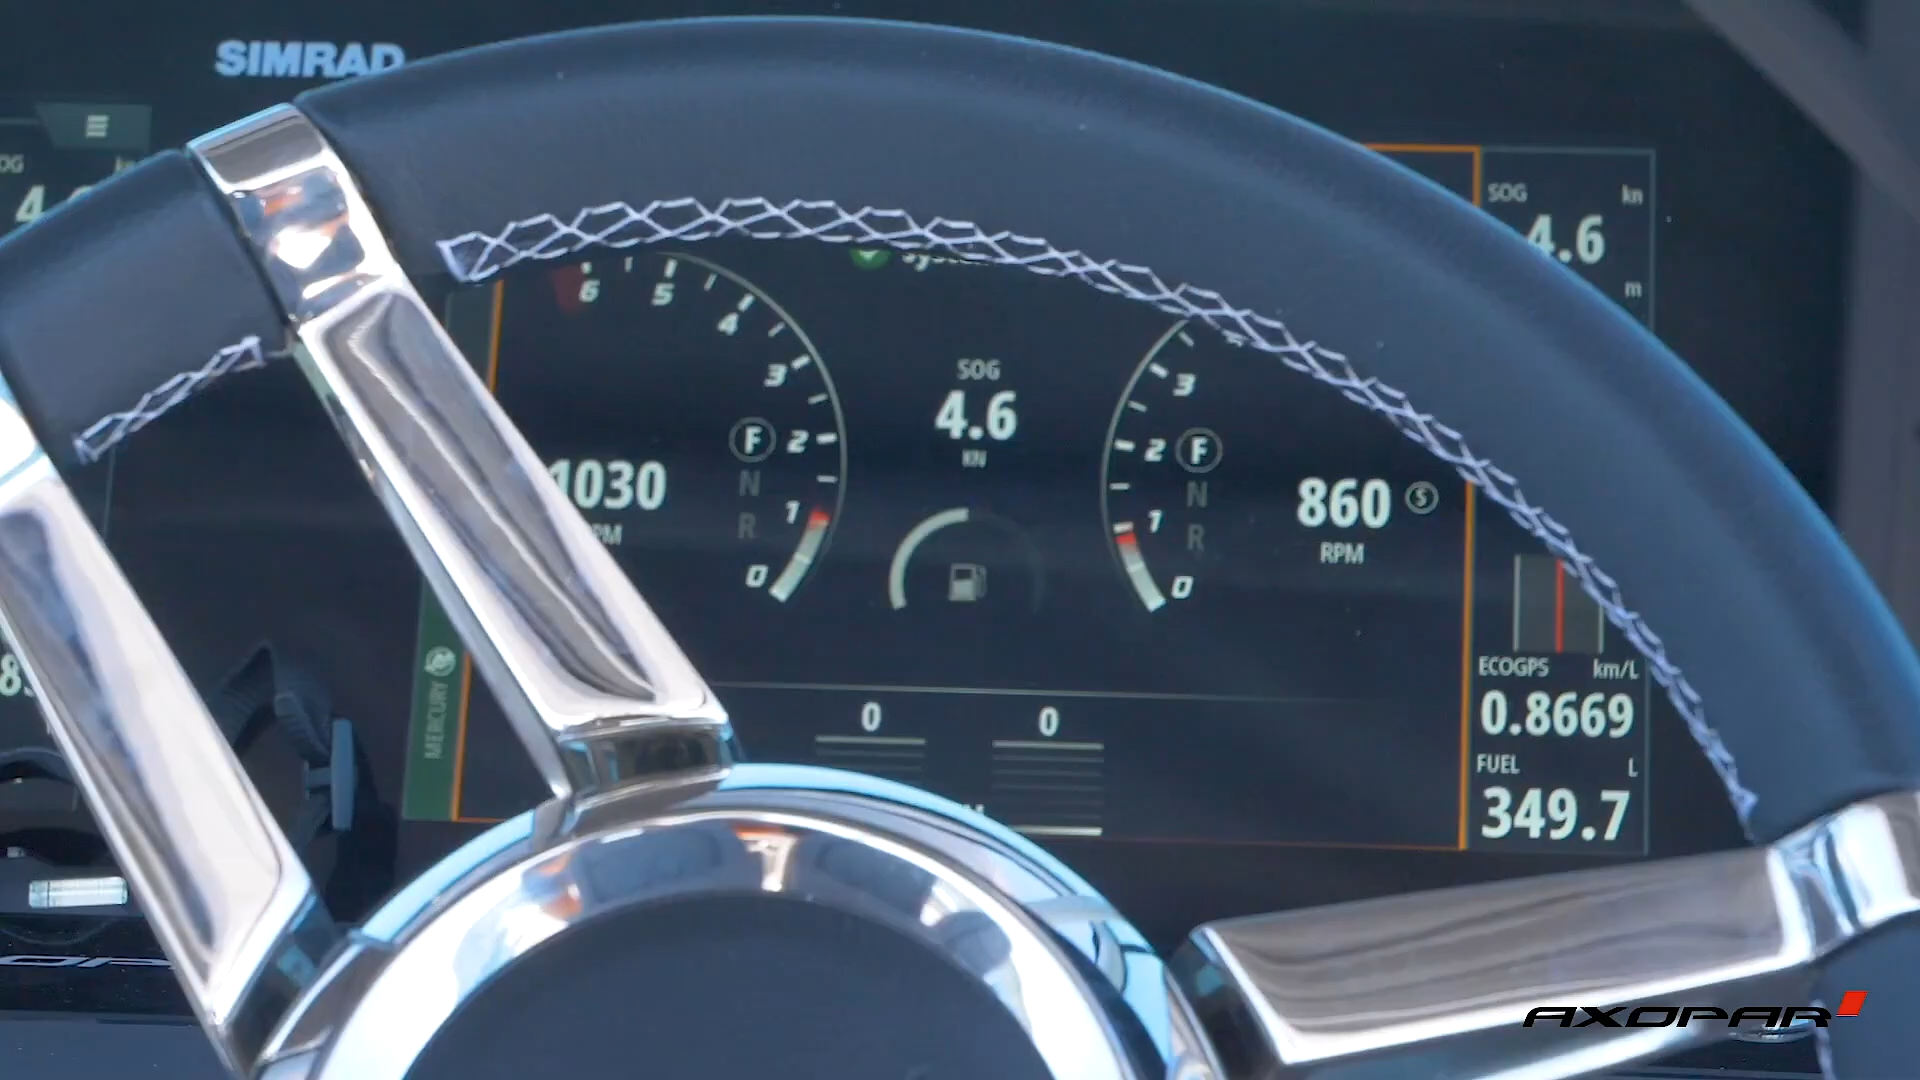 SIMRAD
SOG kn
4.6
m
6 5 4 3 2 1 0
F
N
R
1030
SOG
4.6
KN
3 2 1 0
F
N
R
860 S
RPM
MERCURY
0 0
ECOGPS km/L
0.8669
FUEL L
349.7
AXOPAR